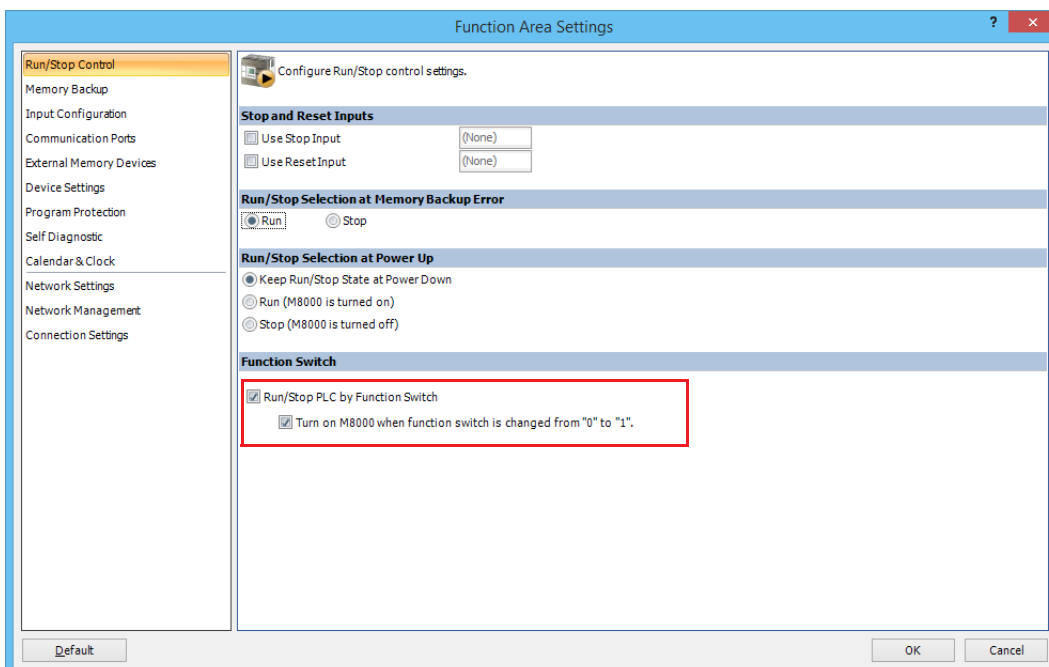 Function Area Settings
?
Run/Stop Control
Memory Backup
Input Configuration
Communication Ports
External Memory Devices
Device Settings
Program Protection
Self Diagnostic
Calendar & Clock
Network Settings
Network Management
Connection Settings
Configure Run/Stop control settings.
Stop and Reset Inputs
Use Stop Input (None)
Use Reset Input (None)
Run/Stop Selection at Memory Backup Error
Run Stop
Run/Stop Selection at Power Up
Keep Run/Stop State at Power Down
Run (M8000 is turned on)
Stop (M8000 is turned off)
Function Switch
Run/Stop PLC by Function Switch
Turn on M8000 when function switch is changed from "0" to "1".
Default OK Cancel